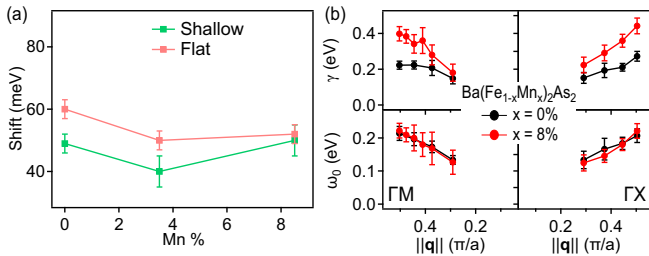 (a)
Shallow
Flat
80
60
40
Shift (meV)
0
2
4
6
8
Mn %
(b)
γ (eV)
0.4
0.2
0.0
Ba(Fe1-xMnx)2As2
x = 0%
x = 8%
ω0 (eV)
0.2
0.1
0.0
ΓM
ΓX
0.4
0.2
0.2
0.4
||q|| (π/a)
||q|| (π/a)